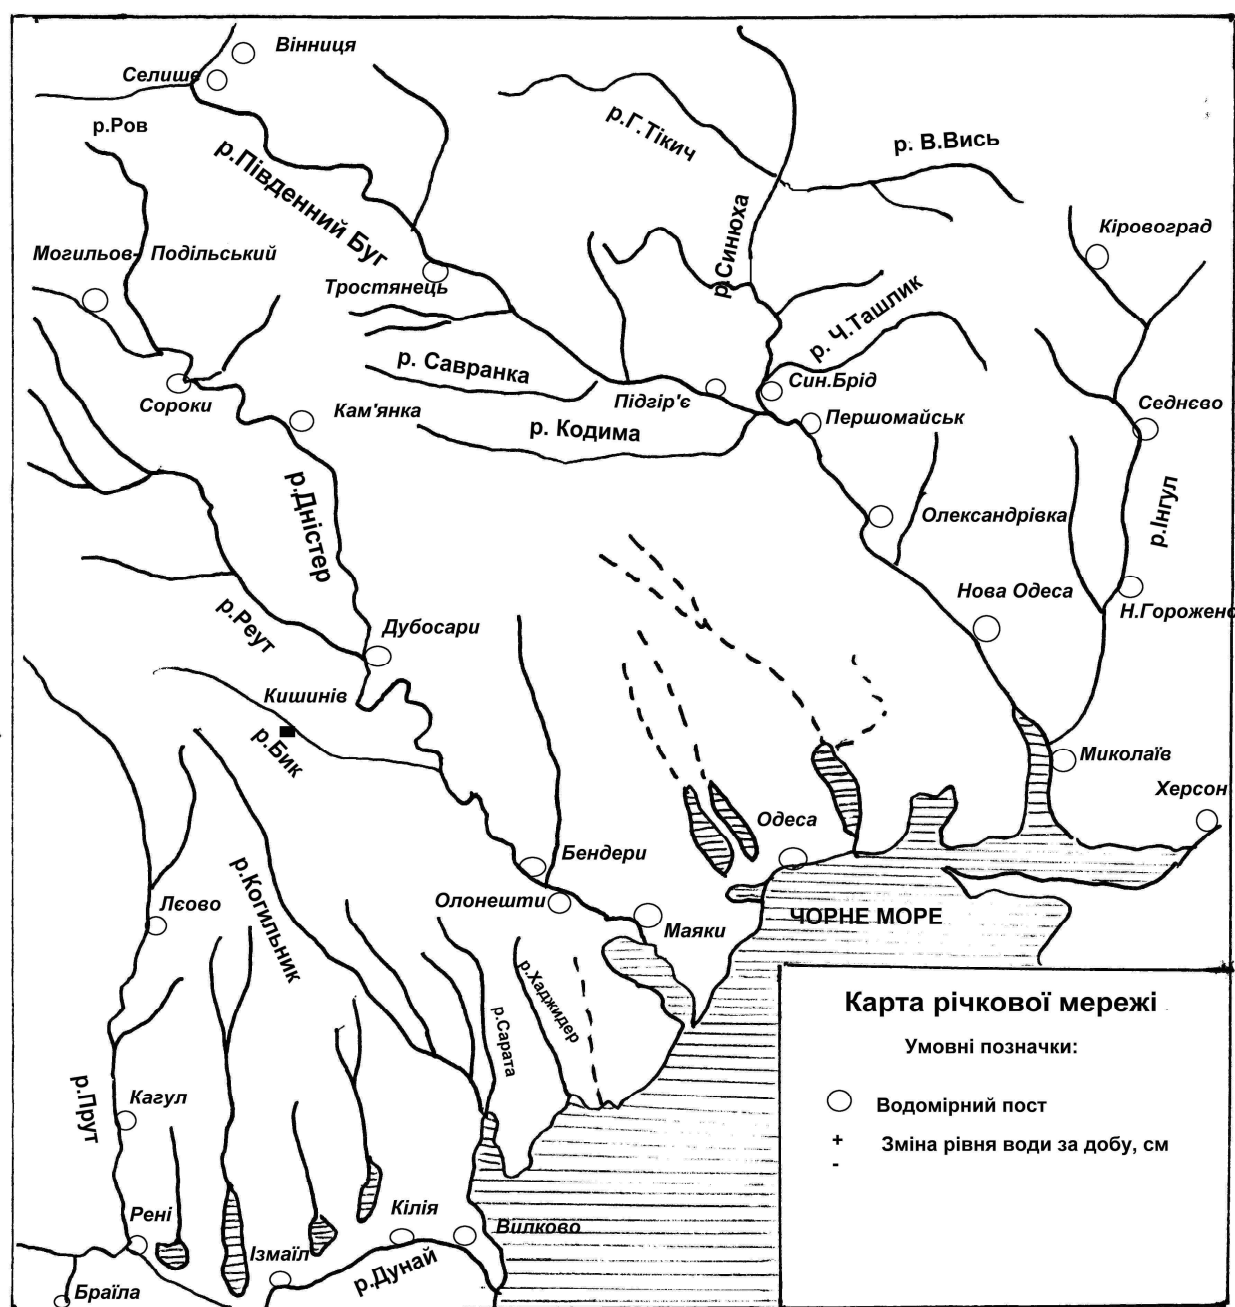 Вінниця
Селище
р.Ров
р.Г.Тікич
р. В.Вись
р.Південний Буг
р.Синюха
Кіровоград
Могильов- Подільський
Тростянець
р. Ч.Ташлик
р. Савранка
Син.Брід
Підгір'є
Сєднєво
Сороки
Кам'янка
р. Кодима
Першомайськ
р.Дністер
Олександрівка
р.Інгул
Нова Одеса
Н.Горожено
р.Реут
Дубосари
Кишинів
р.Бик
Миколаїв
Херсон
Одеса
Бендери
р.Когильник
Лєово
Олонешти
Маяки
ЧОРНЕ МОРЕ
р.Хаджидер
р.Сарата
Карта річкової мережі
Умовні позначки:
р.Прут
Кагул
Водомірний пост
+
-
Зміна рівня води за добу, см
Рені
Кілія
Вилково
Ізмаїл
р.Дунай
Браїла